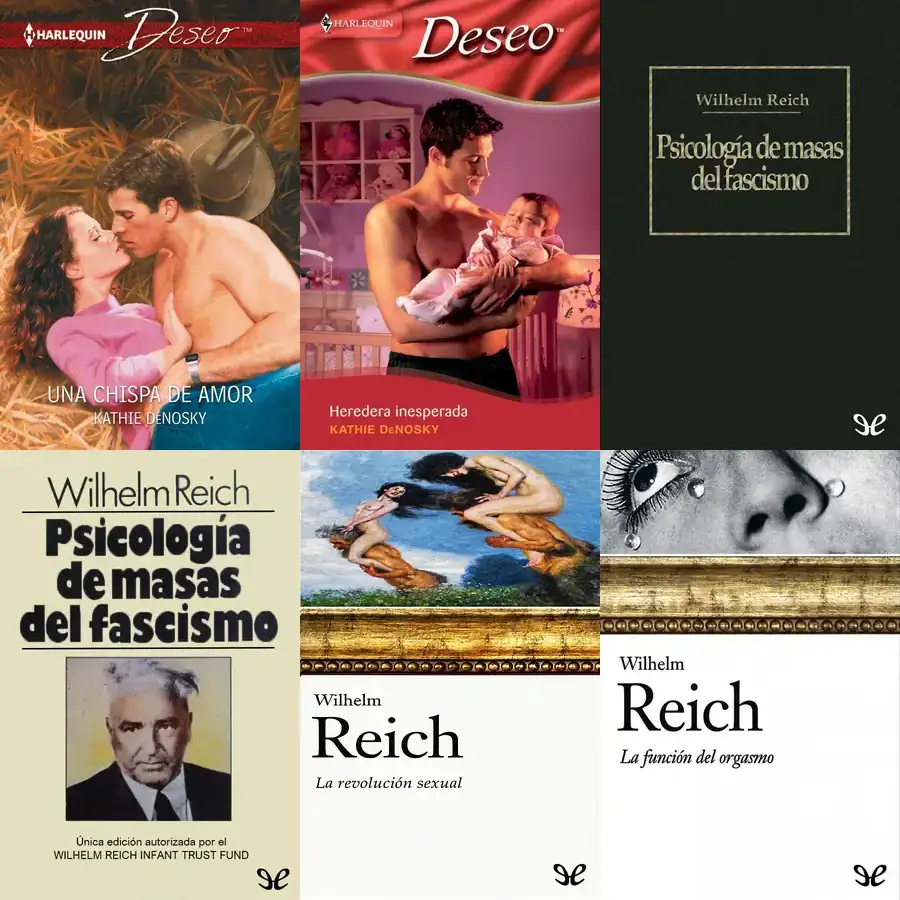 HARLEQUIN Deseo™
UNA CHISPA DE AMOR
KATHIE DENOSKY
HARLEQUIN
Deseo™
Heredera inesperada
KATHIE DENOSKY
Wilhelm Reich
Psicología de masas
del fascismo
Wilhelm Reich
Psicología
de masas
del fascismo
Única edición autorizada por el
WILHELM REICH INFANT TRUST FUND
Wilhelm
Reich
La revolución sexual
Wilhelm
Reich
La función del orgasmo